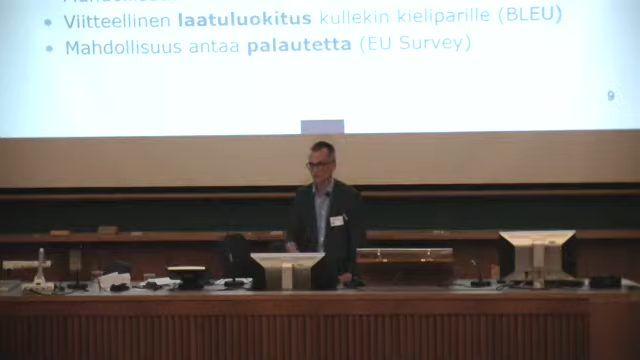 • Viitteellinen laatuluokitus kullekin kieliparille (BLEU)
• Mahdollisuus antaa palautetta (EU Survey)
9